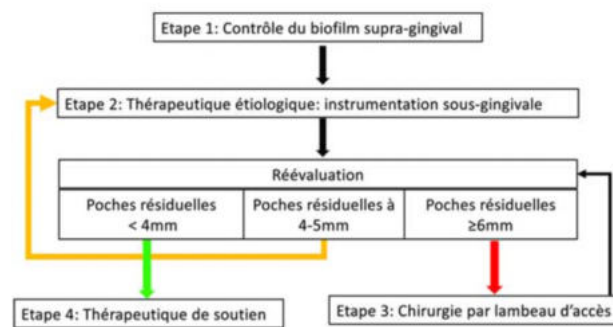 Etape 1: Contrôle du biofilm supra-gingival
Etape 2: Thérapeutique étiologique: instrumentation sous-gingivale
Réévaluation
Poches résiduelles
< 4mm
Poches résiduelles à
4-5mm
Poches résiduelles
≥6mm
Etape 4: Thérapeutique de soutien
Etape 3: Chirurgie par lambeau d'accès